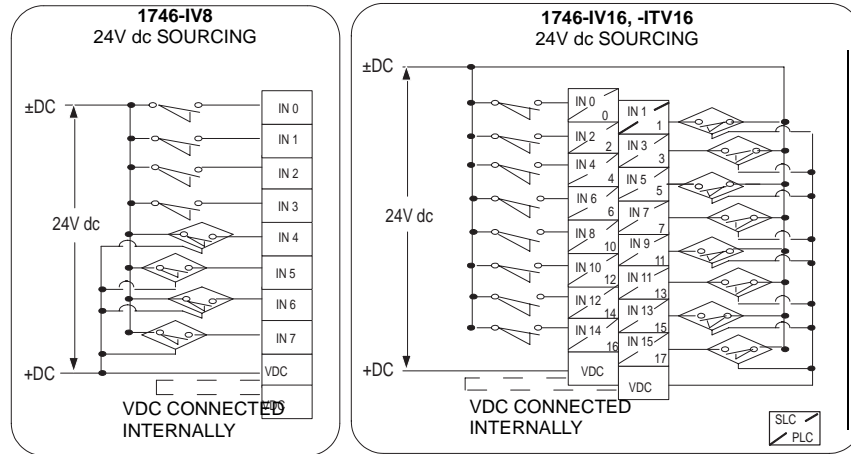 1746-IV8
24V dc SOURCING
±DC
IN 0
IN 1
IN 2
IN 3
24V dc
IN 4
IN 5
IN 6
IN 7
+DC
VDC
VDC
VDC CONNECTED
INTERNALLY
1746-IV16, -ITV16
24V dc SOURCING
±DC
IN 0
0
IN 1
1
IN 2
2
IN 3
3
IN 4
4
IN 5
5
IN 6
6
IN 7
7
24V dc
IN 8
10
IN 9
11
IN 10
12
IN 11
13
IN 12
14
IN 13
15
IN 14
16
IN 15
17
+DC
VDC
VDC
VDC CONNECTED
INTERNALLY
SLC
PLC